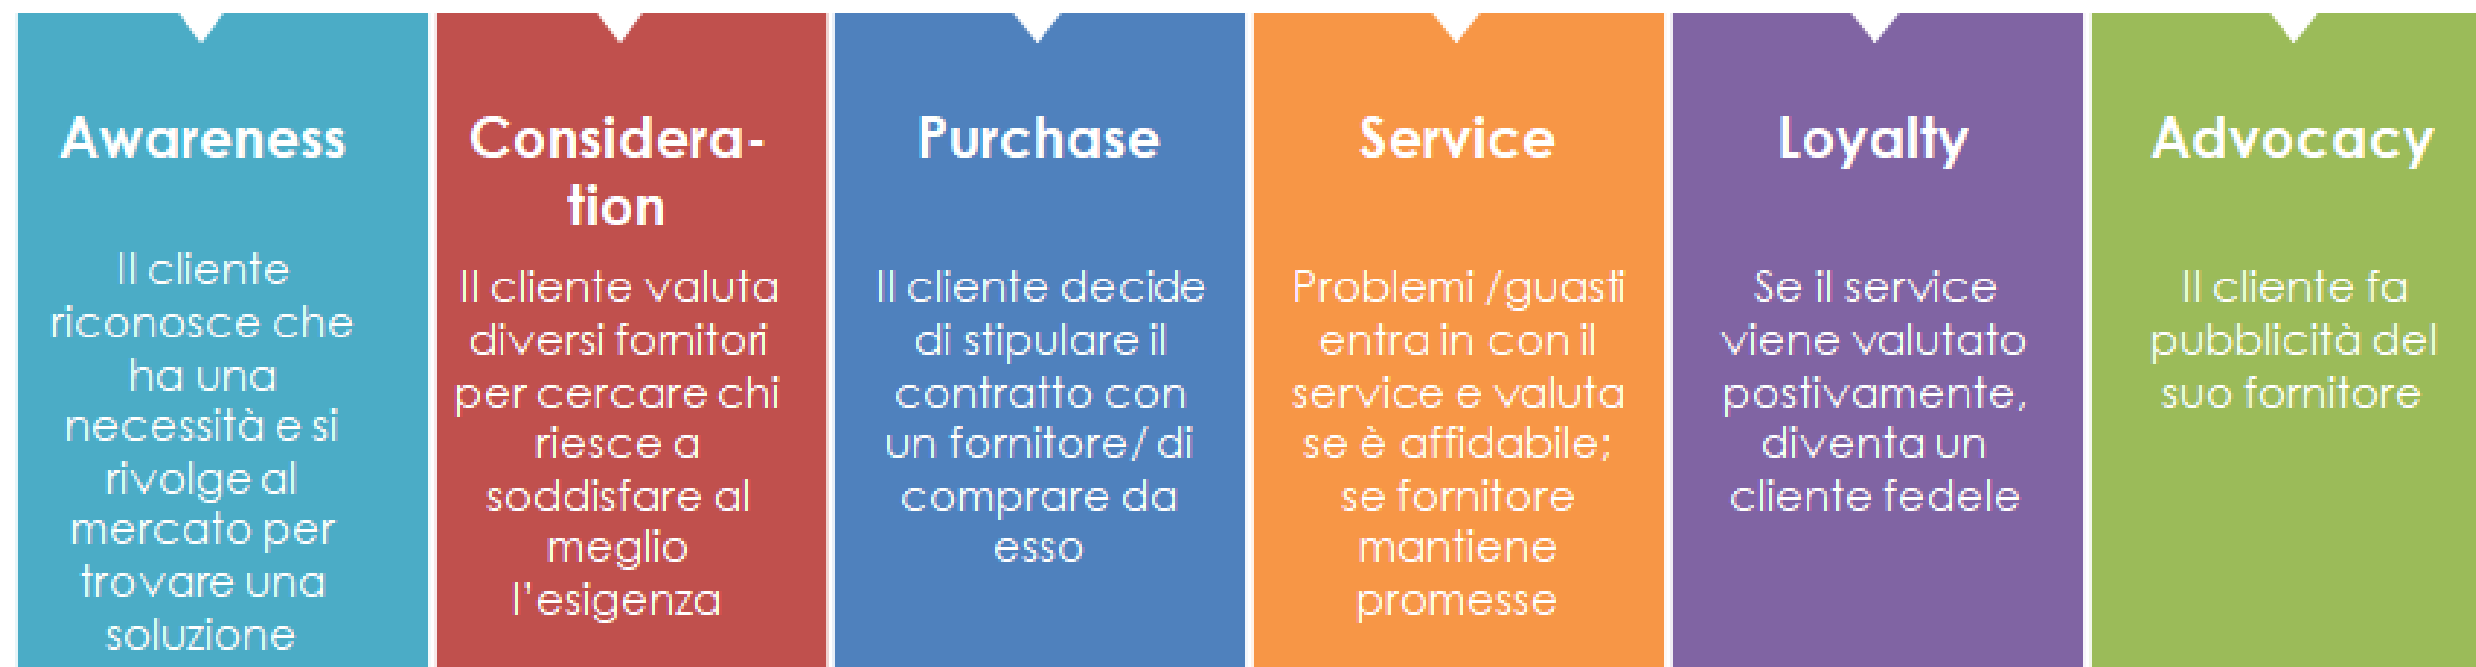 Awareness
Il cliente
riconosce che
ha una
necessità e si
rivolge al
mercato per
trovare una
soluzione
Considera-
tion
Il cliente valuta
diversi fornitori
per cercare chi
riesce a
soddisfare al
meglio
l'esigenza
Purchase
Il cliente decide
di stipulare il
contratto con
un fornitore/ di
comprare da
esso
Service
Problemi /guasti
entra in con il
service e valuta
se è affidabile;
se fornitore
mantiene
promesse
Loyalty
Se il service
viene valutato
postivamente,
diventa un
cliente fedele
Advocacy
Il cliente fa
pubblicità del
suo fornitore